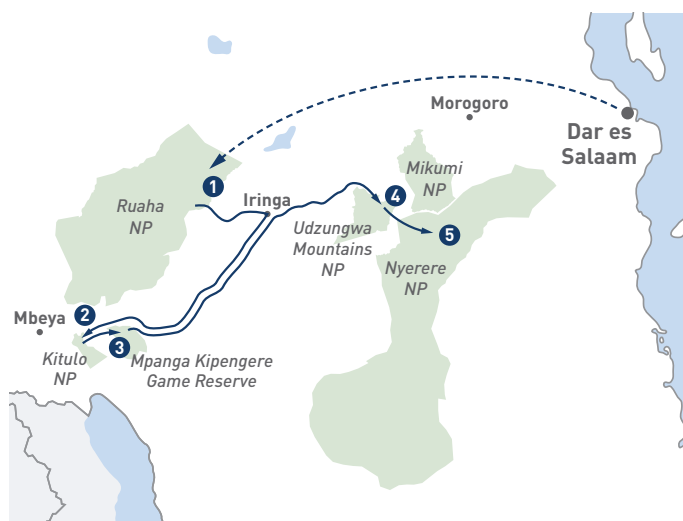 Morogoro
Dar es
Salaam
Mikumi
NP
1
Ruaha
NP
Iringa
4
Udzungwa
Mountains
NP
5
Nyerere
NP
2
Mbeya
3
Kitulo
NP
Mpanga Kipengere
Game Reserve